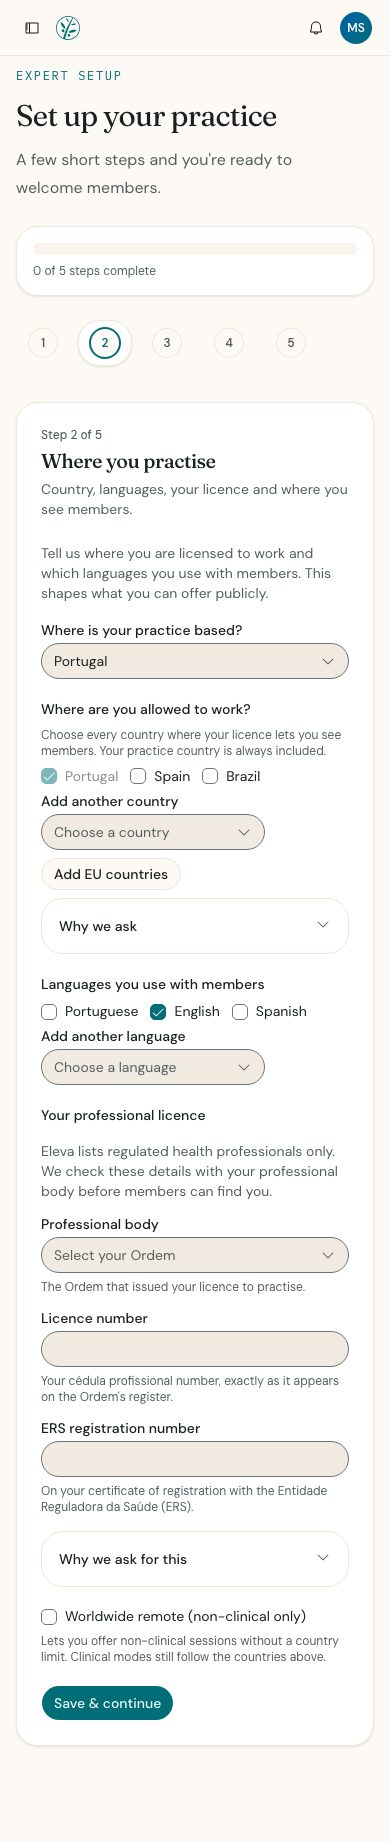 MS
EXPERT SETUP
Set up your practice
A few short steps and you're ready to
welcome members.
0 of 5 steps complete
1 2 3 4 5
Step 2 of 5
Where you practise
Country, languages, your licence and where you
see members.
Tell us where you are licensed to work and
which languages you use with members. This
shapes what you can offer publicly.
Where is your practice based?
Portugal
Where are you allowed to work?
Choose every country where your licence lets you see
members. Your practice country is always included.
Portugal Spain Brazil
Add another country
Choose a country
Add EU countries
Why we ask
Languages you use with members
Portuguese English Spanish
Add another language
Choose a language
Your professional licence
Eleva lists regulated health professionals only.
We check these details with your professional
body before members can find you.
Professional body
Select your Ordem
The Ordem that issued your licence to practise.
Licence number
Your cédula profissional number, exactly as it appears
on the Ordem's register.
ERS registration number
On your certificate of registration with the Entidade
Reguladora da Saúde (ERS).
Why we ask for this
Worldwide remote (non-clinical only)
Lets you offer non-clinical sessions without a country
limit. Clinical modes still follow the countries above.
Save & continue